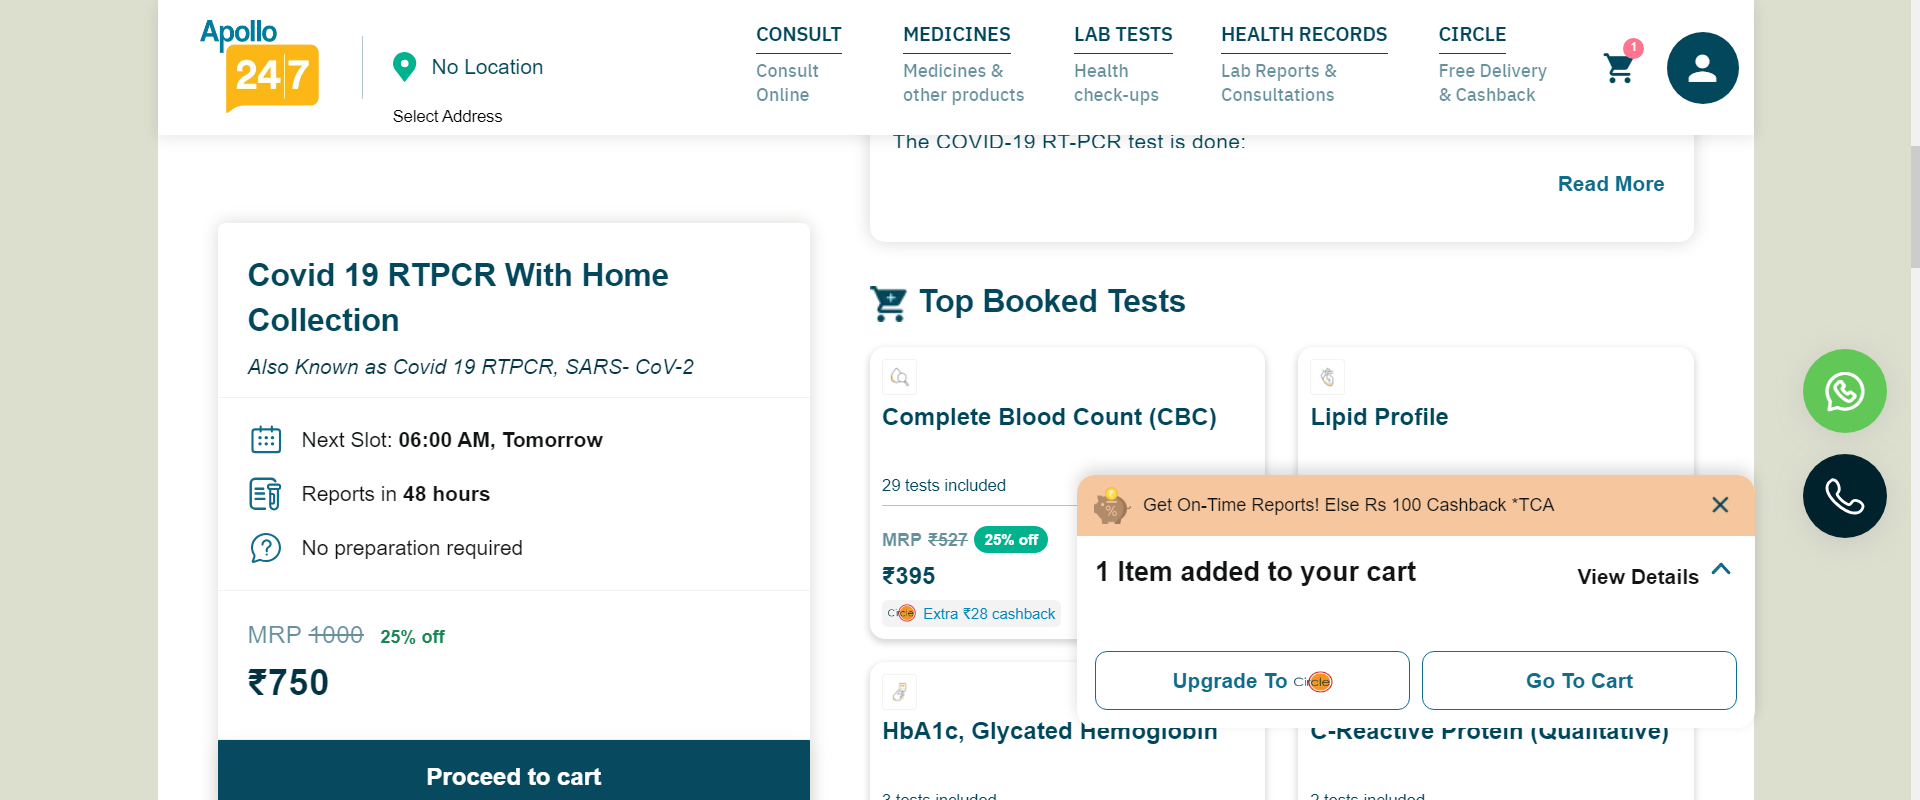 Apollo
24|7
No Location
Select Address
CONSULT
Consult
Online
MEDICINES
Medicines &
other products
LAB TESTS
Health
check-ups
HEALTH RECORDS
Lab Reports &
Consultations
CIRCLE
Free Delivery
& Cashback
1
The COVID-19 RT-PCR test is done:
Read More
Covid 19 RTPCR With Home
Collection
Also Known as Covid 19 RTPCR, SARS- CoV-2
Next Slot: 06:00 AM, Tomorrow
Reports in 48 hours
No preparation required
MRP 1000 25% off
₹750
Proceed to cart
Top Booked Tests
Complete Blood Count (CBC)
29 tests included
MRP ₹527 25% off
₹395
Circle Extra ₹28 cashback
Lipid Profile
Get On-Time Reports! Else Rs 100 Cashback *TCA
1 Item added to your cart
View Details
Upgrade To Circle
Go To Cart
HbA1c, Glycated Hemoglobin
3 tests included
C-Reactive Protein (Qualitative)
2 tests included